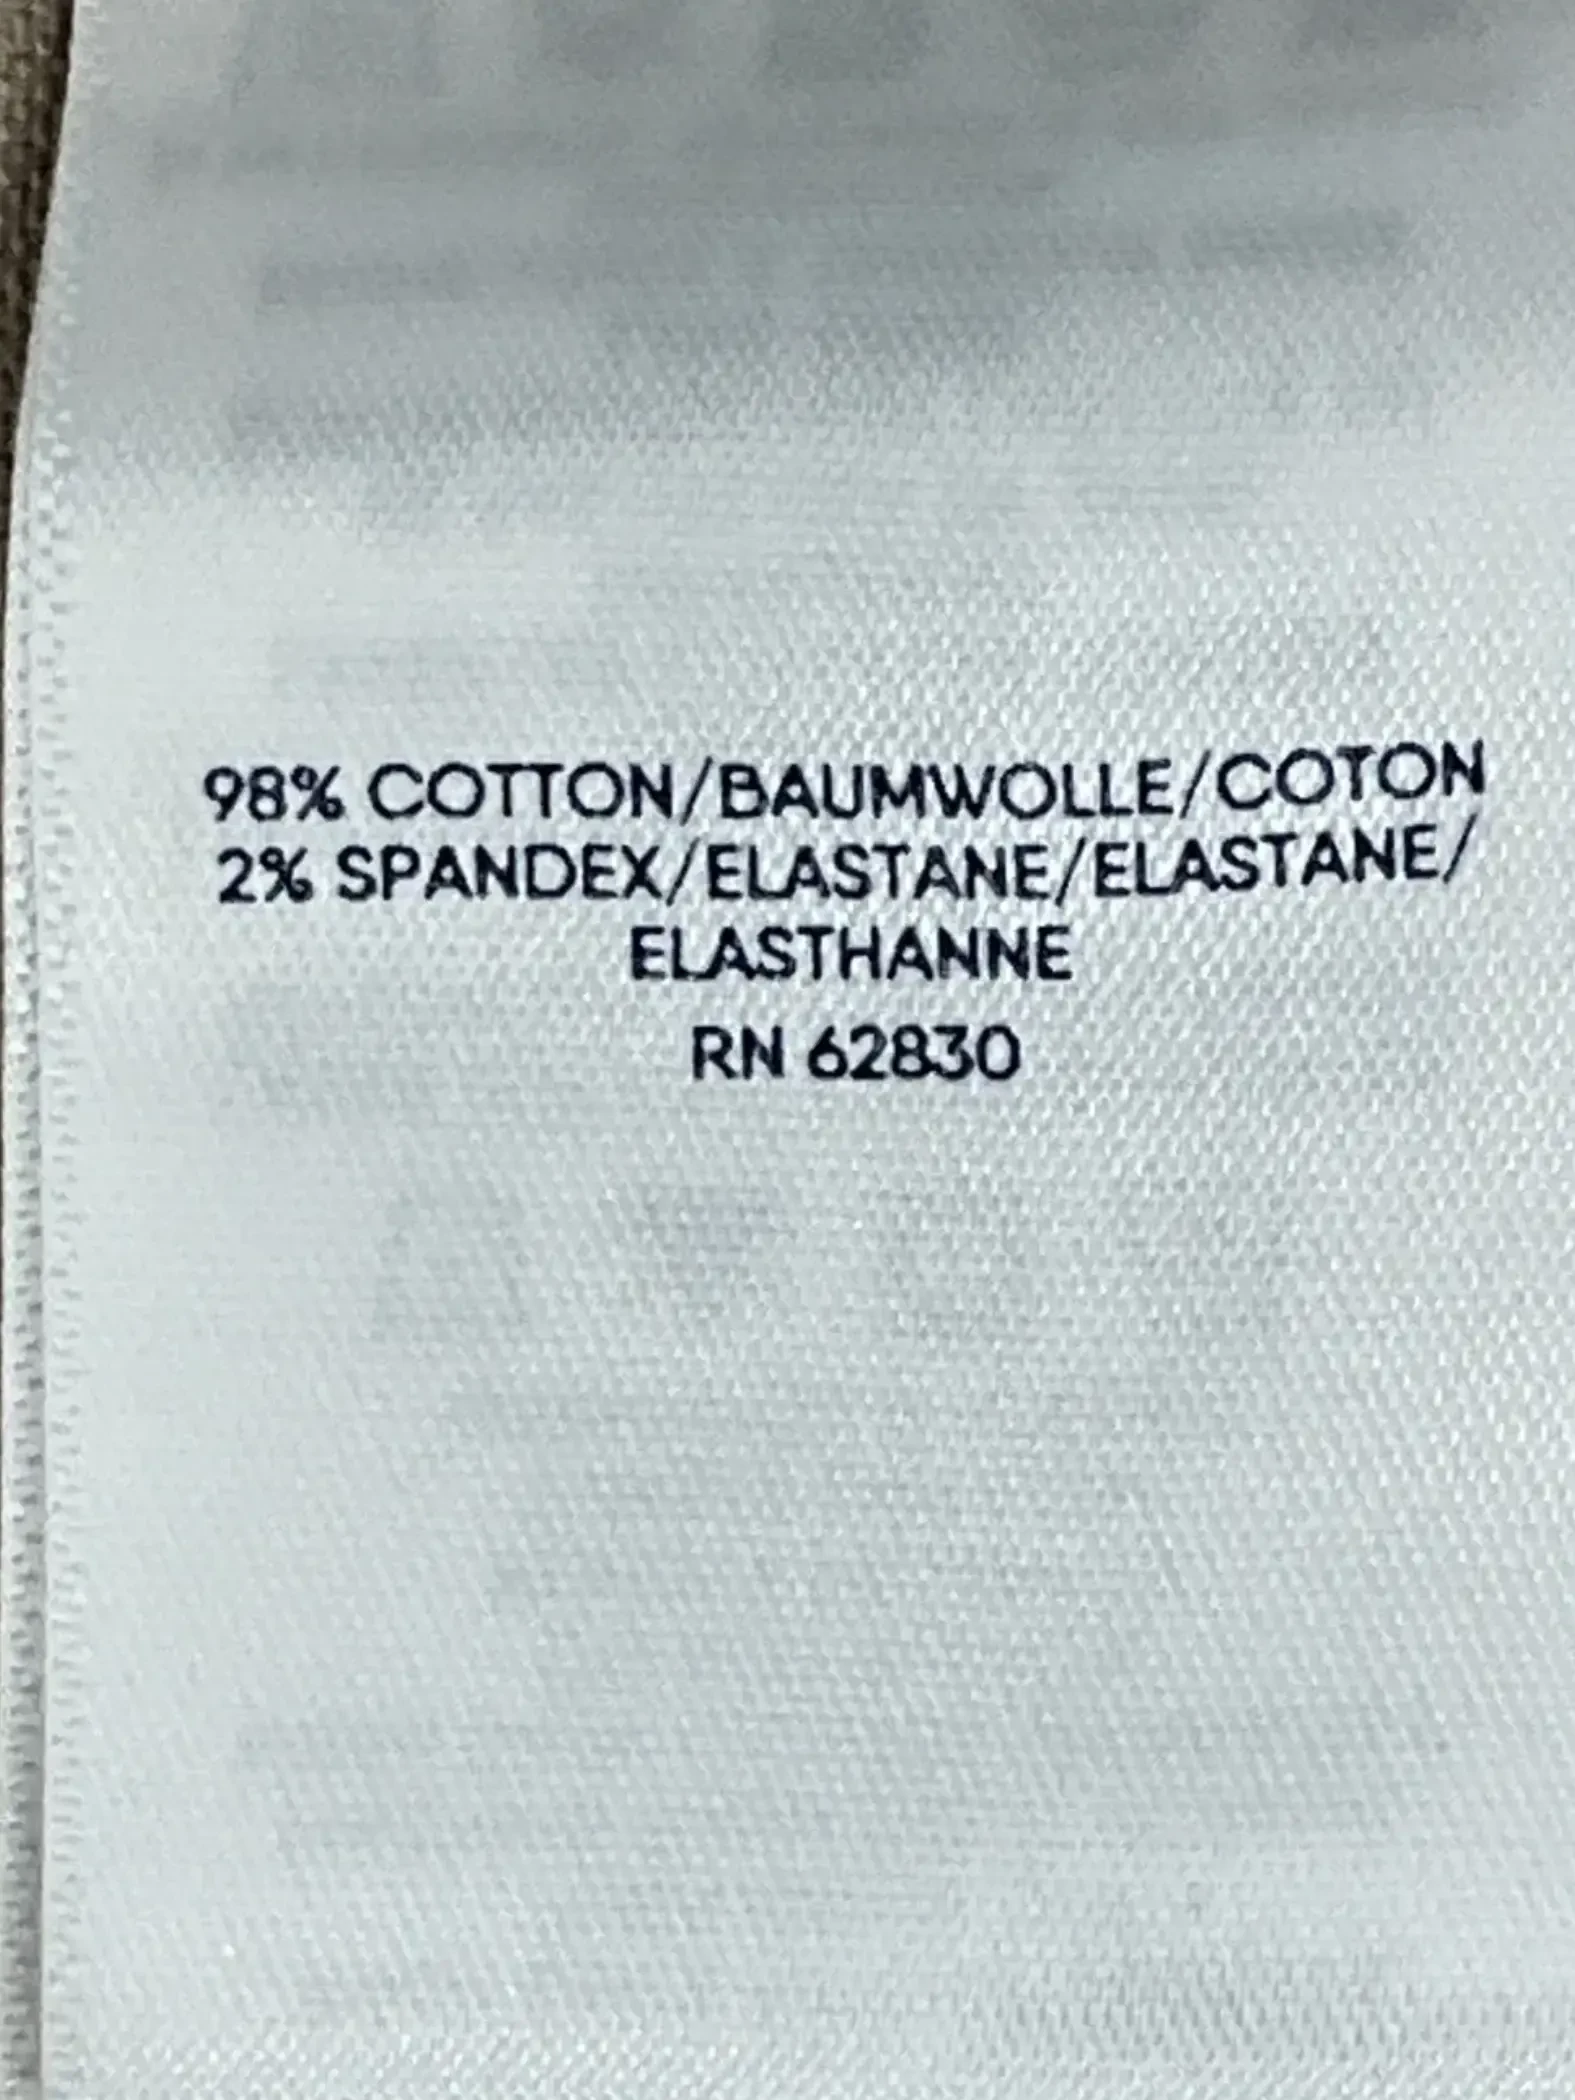 98% COTTON/BAUMWOLLE/COTON
2% SPANDEX/ELASTANE/ELASTANE/
ELASTHANNE
RN 62830